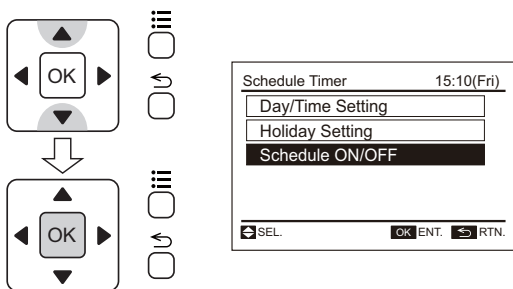 OK
OK
Schedule Timer 15:10(Fri)
Day/Time Setting
Holiday Setting
Schedule ON/OFF
SEL. OK ENT. RTN.